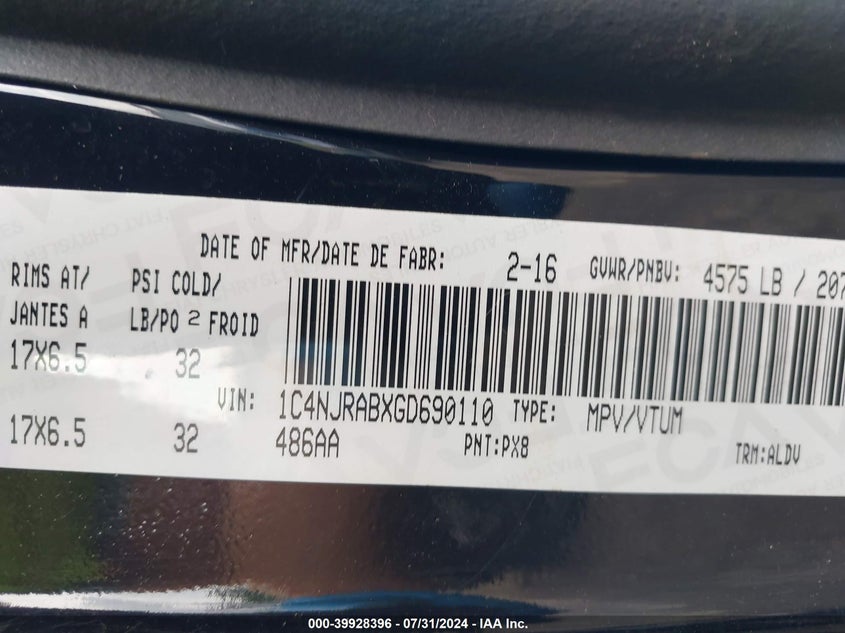 DATE OF MFR/DATE DE FABR: 2-16 GVWR/PNBV: 4575 LB / 207
RIMS AT/ PSI COLD/
JANTES A LB/PO 2 FROID
17X6.5 32
VIN: 1C4NJRABXGD690110 TYPE: MPV/VTUM
17X6.5 32 486AA PNT:PX8 TRM:ALDV
000-39928396 - 07/31/2024 - IAA Inc.